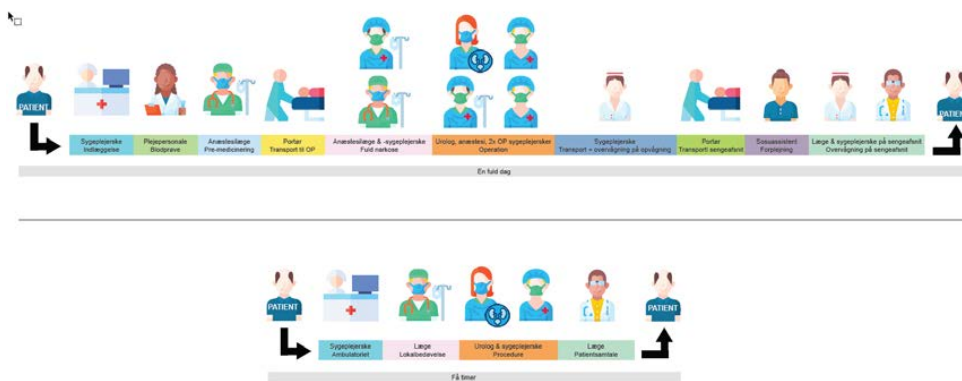 PATIENT
PATIENT
Sygeplejerske
Indlæggelse
Plejepersonale
Blodprøve
Anæstesilæge
Pre-medicinering
Portør
Transport til OP
Anæstesilæge & -sygeplejerske
Fuld narkose
Urolog, anæstesi, 2x OP sygeplejersker
Operation
Sygeplejerske
Transport + overvågning på opvågning
Portør
Transport sengeafsnit
Sosuassistent
Forplejning
Læge & sygeplejerske på sengeafsnit
Overvågning på sengeafsnit
En fuld dag
PATIENT
PATIENT
Sygeplejerske
Ambulatoriet
Læge
Lokalbedøvelse
Urolog & sygeplejerske
Procedure
Læge
Patientsamtale
Få timer